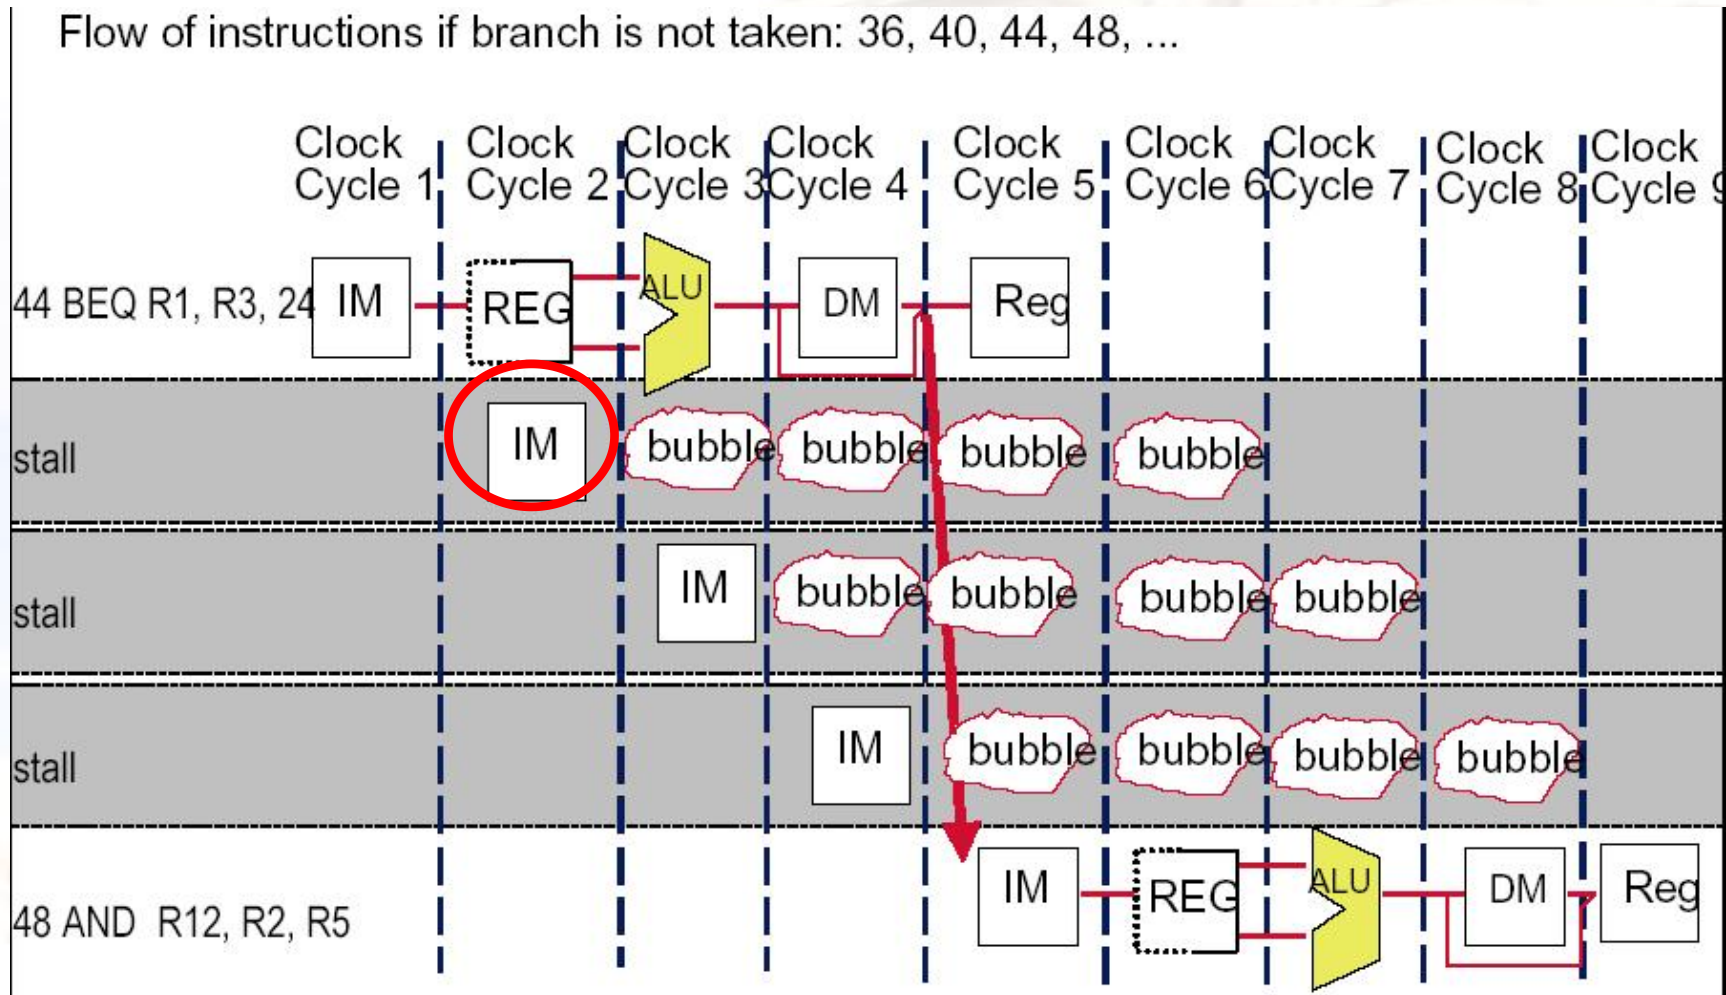 Flow of instructions if branch is not taken: 36, 40, 44, 48, ...
Clock Clock Clock Clock Clock Clock Clock Clock Clock
Cycle 1 Cycle 2 Cycle 3 Cycle 4 Cycle 5 Cycle 6 Cycle 7 Cycle 8 Cycle 9
44 BEQ R1, R3, 24 IM REG ALU DM Reg
stall IM bubble bubble bubble bubble
stall IM bubble bubble bubble bubble
stall IM bubble bubble bubble bubble
48 AND R12, R2, R5 IM REG ALU DM Reg